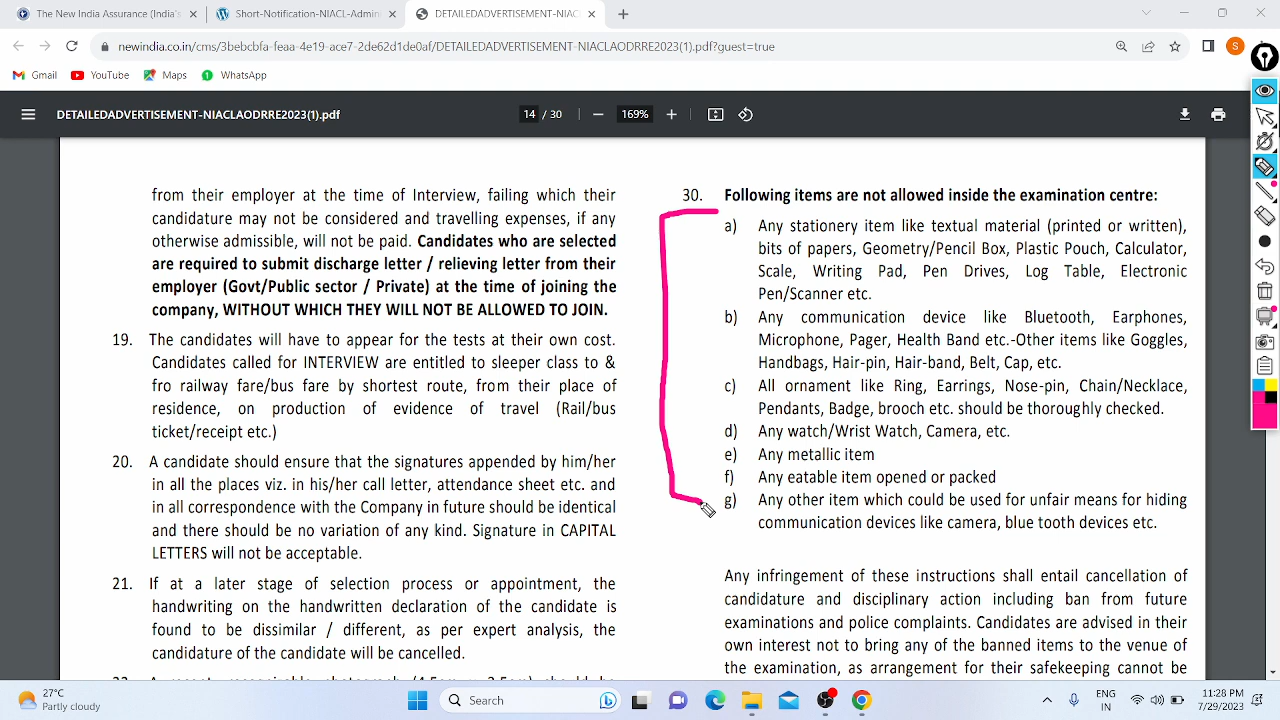 The New India Assurance (India's
Short-Notification-NIACL-Admin
DETAILEDADVERTISEMENT-NIAC
newindia.co.in/cms/3bebcbfa-feaa-4e19-ace7-2de62d1de0af/DETAILEDADVERTISEMENT-NIACLAODRRE2023(1).pdf?guest=true
S
Gmail
YouTube
Maps
WhatsApp
DETAILEDADVERTISEMENT-NIACLAODRRE2023(1).pdf
14 / 30
169%
from their employer at the time of Interview, failing which their
candidature may not be considered and travelling expenses, if any
otherwise admissible, will not be paid. Candidates who are selected
are required to submit discharge letter / relieving letter from their
employer (Govt/Public sector / Private) at the time of joining the
company, WITHOUT WHICH THEY WILL NOT BE ALLOWED TO JOIN.
19. The candidates will have to appear for the tests at their own cost.
Candidates called for INTERVIEW are entitled to sleeper class to &
fro railway fare/bus fare by shortest route, from their place of
residence, on production of evidence of travel (Rail/bus
ticket/receipt etc.)
20. A candidate should ensure that the signatures appended by him/her
in all the places viz. in his/her call letter, attendance sheet etc. and
in all correspondence with the Company in future should be identical
and there should be no variation of any kind. Signature in CAPITAL
LETTERS will not be acceptable.
21. If at a later stage of selection process or appointment, the
handwriting on the handwritten declaration of the candidate is
found to be dissimilar / different, as per expert analysis, the
candidature of the candidate will be cancelled.
30. Following items are not allowed inside the examination centre:
a) Any stationery item like textual material (printed or written),
bits of papers, Geometry/Pencil Box, Plastic Pouch, Calculator,
Scale, Writing Pad, Pen Drives, Log Table, Electronic
Pen/Scanner etc.
b) Any communication device like Bluetooth, Earphones,
Microphone, Pager, Health Band etc.-Other items like Goggles,
Handbags, Hair-pin, Hair-band, Belt, Cap, etc.
c) All ornament like Ring, Earrings, Nose-pin, Chain/Necklace,
Pendants, Badge, brooch etc. should be thoroughly checked.
d) Any watch/Wrist Watch, Camera, etc.
e) Any metallic item
f) Any eatable item opened or packed
g) Any other item which could be used for unfair means for hiding
communication devices like camera, blue tooth devices etc.
Any infringement of these instructions shall entail cancellation of
candidature and disciplinary action including ban from future
examinations and police complaints. Candidates are advised in their
own interest not to bring any of the banned items to the venue of
the examination, as arrangement for their safekeeping cannot be
27°C
Partly cloudy
Search
ENG
IN
11:28 PM
7/29/2023